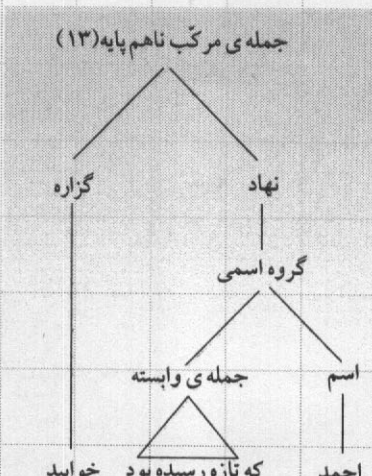 جمله ی مرکّب ناهم پایه(۱۳)
نهاد گزاره
گروه اسمی
اسم جمله ی وابسته
احمد که تازه رسیده بود خوابید